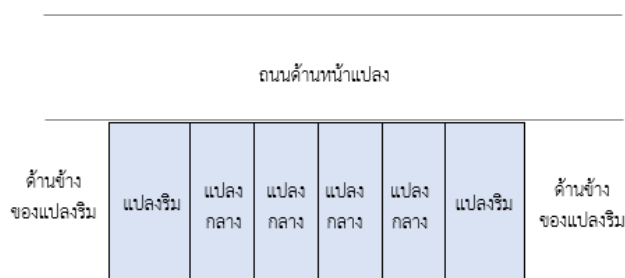 ถนนด้านหน้าแปลง
ด้านข้าง
ของแปลงริม
แปลงริม
แปลง
กลาง
แปลง
กลาง
แปลง
กลาง
แปลง
กลาง
แปลงริม
ด้านข้าง
ของแปลงริม